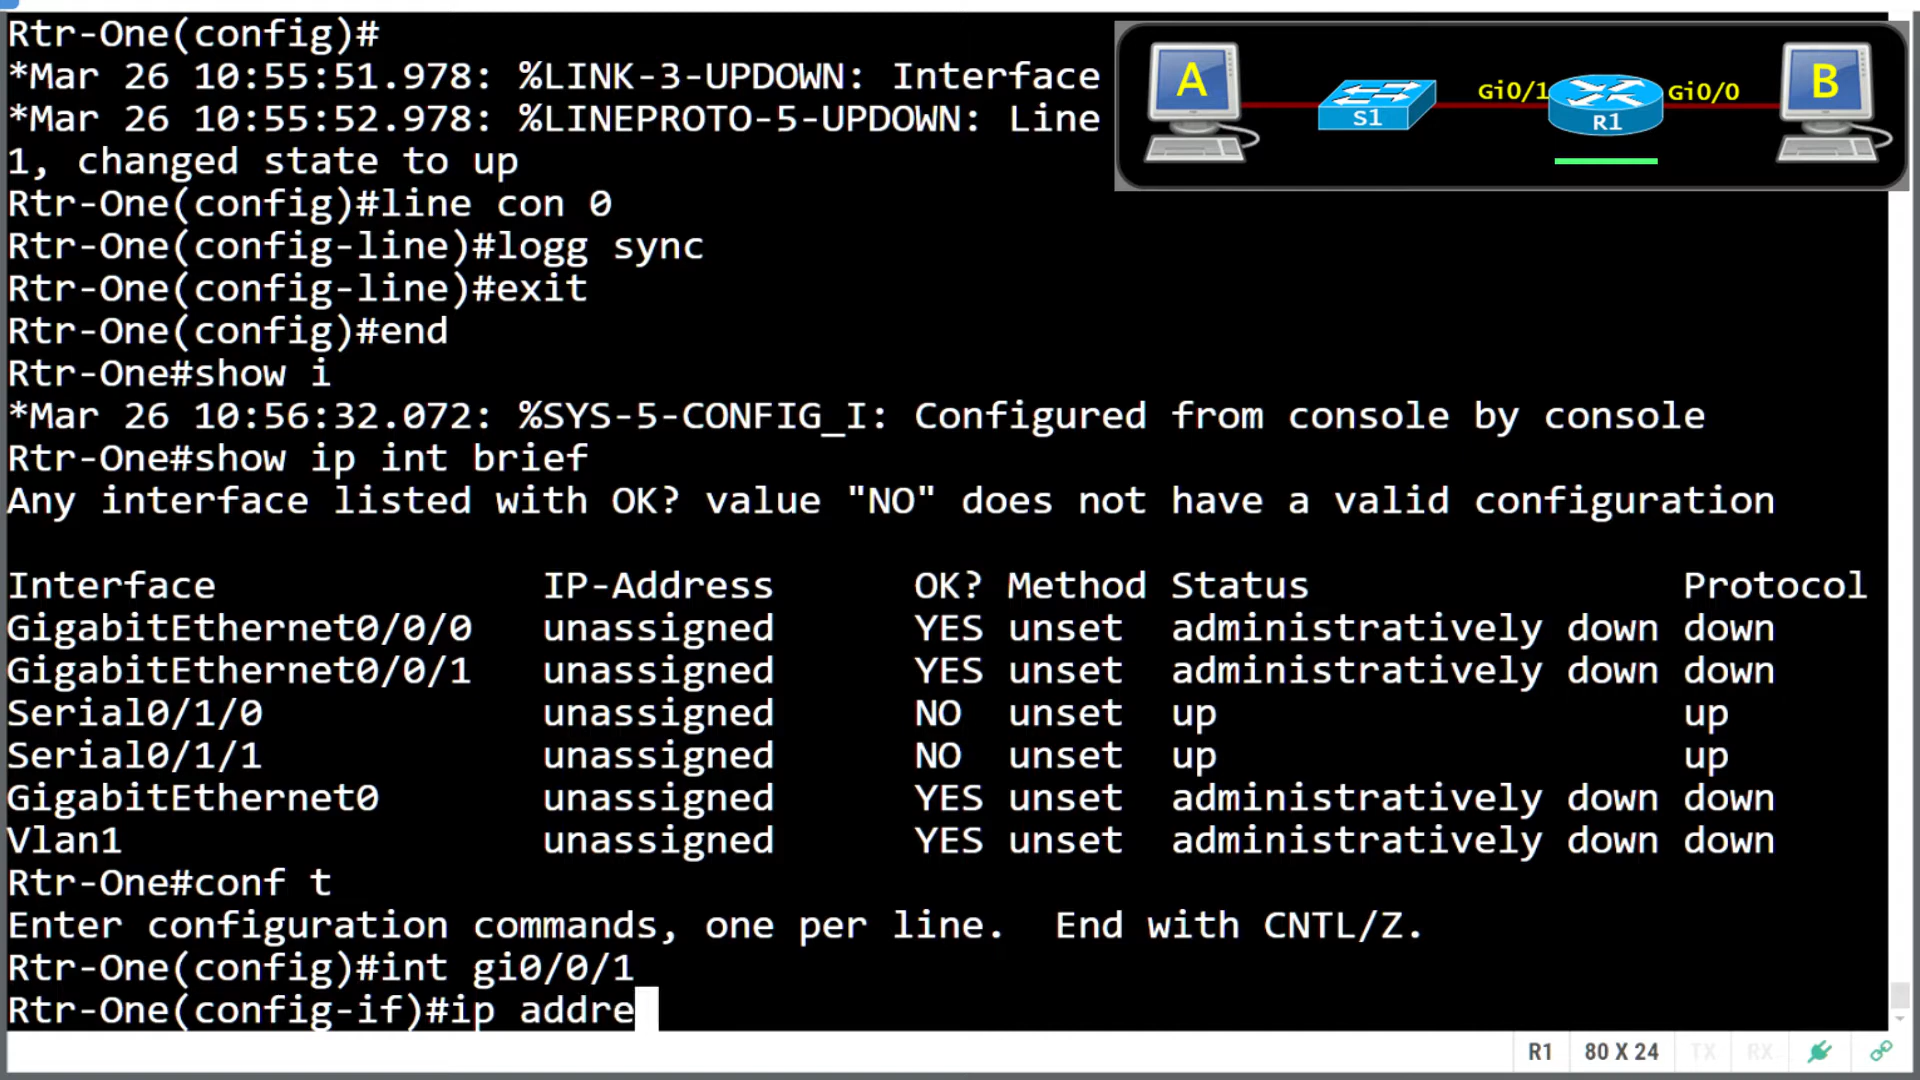 Rtr-One(config)#
*Mar 26 10:55:51.978: %LINK-3-UPDOWN: Interface
*Mar 26 10:55:52.978: %LINEPROTO-5-UPDOWN: Line
1, changed state to up
Rtr-One(config)#line con 0
Rtr-One(config-line)#logg sync
Rtr-One(config-line)#exit
Rtr-One(config)#end
Rtr-One#show i
*Mar 26 10:56:32.072: %SYS-5-CONFIG_I: Configured from console by console
Rtr-One#show ip int brief
Any interface listed with OK? value "NO" does not have a valid configuration
Interface IP-Address OK? Method Status Protocol
GigabitEthernet0/0/0 unassigned YES unset administratively down down
GigabitEthernet0/0/1 unassigned YES unset administratively down down
Serial0/1/0 unassigned NO unset up up
Serial0/1/1 unassigned NO unset up up
GigabitEthernet0 unassigned YES unset administratively down down
Vlan1 unassigned YES unset administratively down down
Rtr-One#conf t
Enter configuration commands, one per line. End with CNTL/Z.
Rtr-One(config)#int gi0/0/1
Rtr-One(config-if)#ip addre
A S1 Gi0/1 R1 Gi0/0 B
R1 80 X 24 TX RX